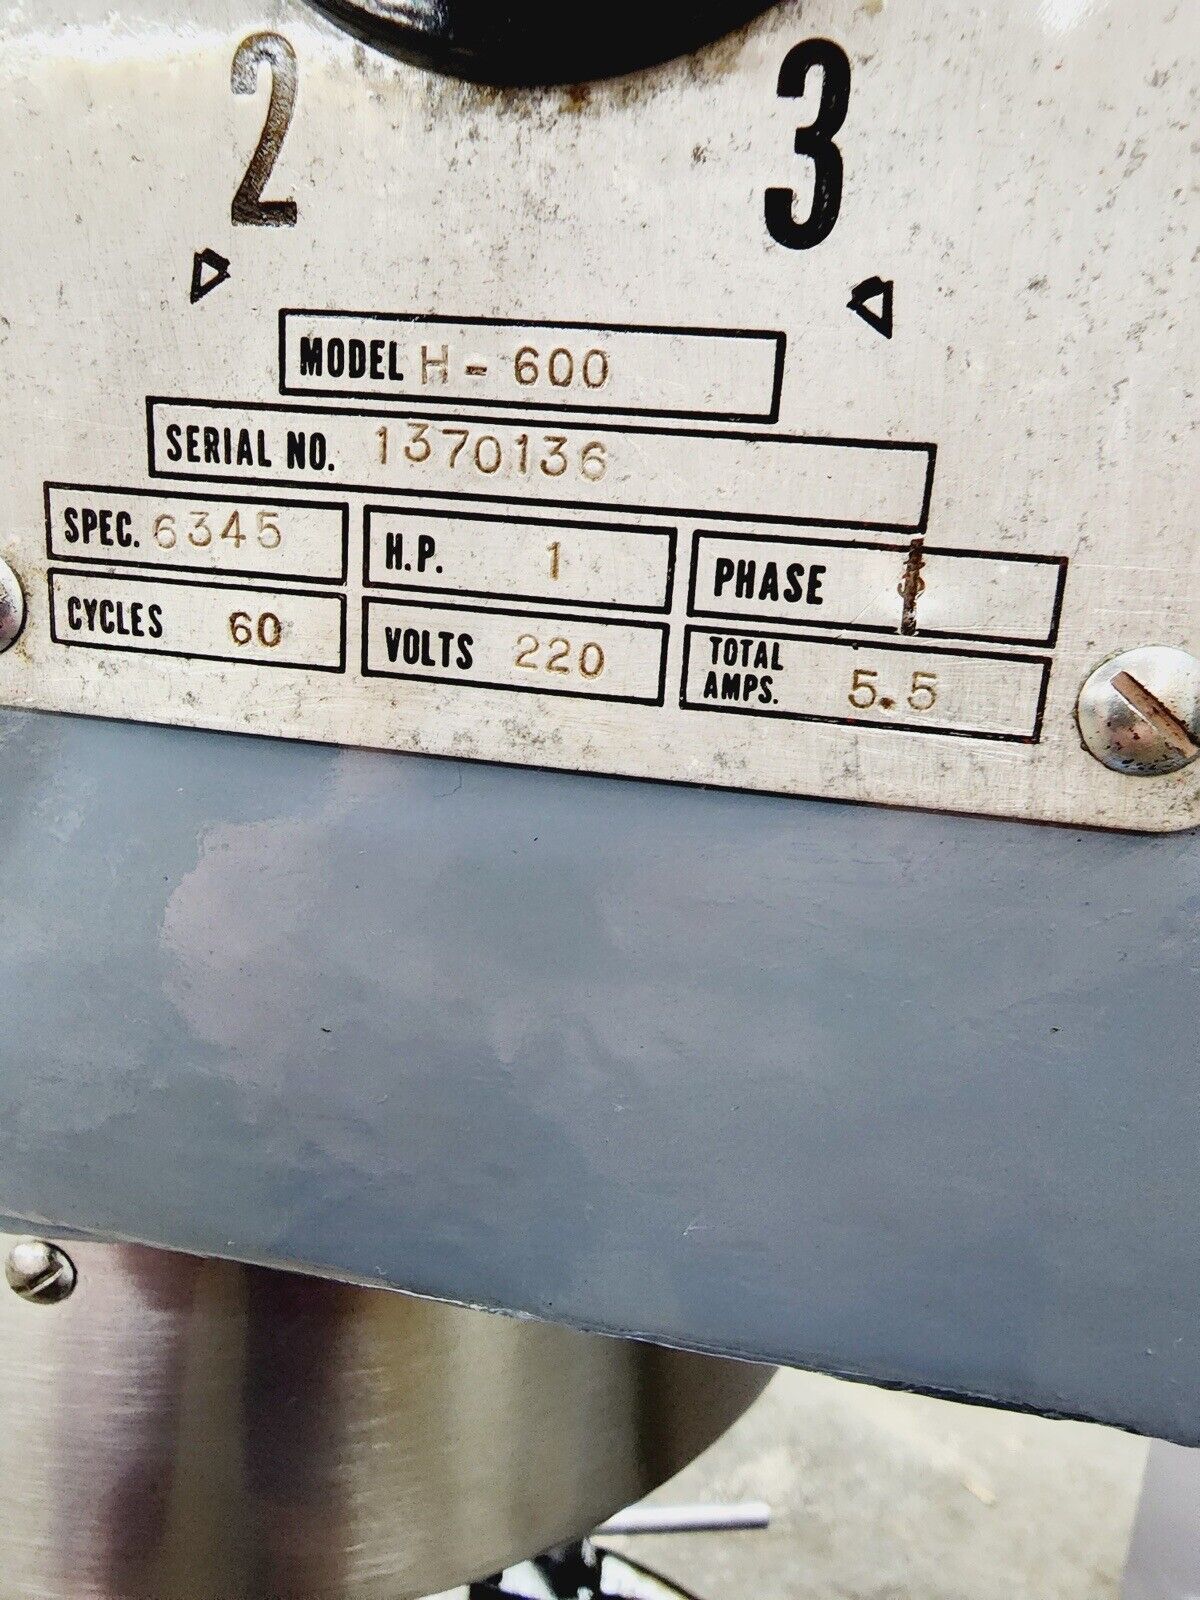 2 3
MODEL H-600
SERIAL NO. 1370136
SPEC. 6345 H.P. 1 PHASE
CYCLES 60 VOLTS 220 TOTAL AMPS. 5.5